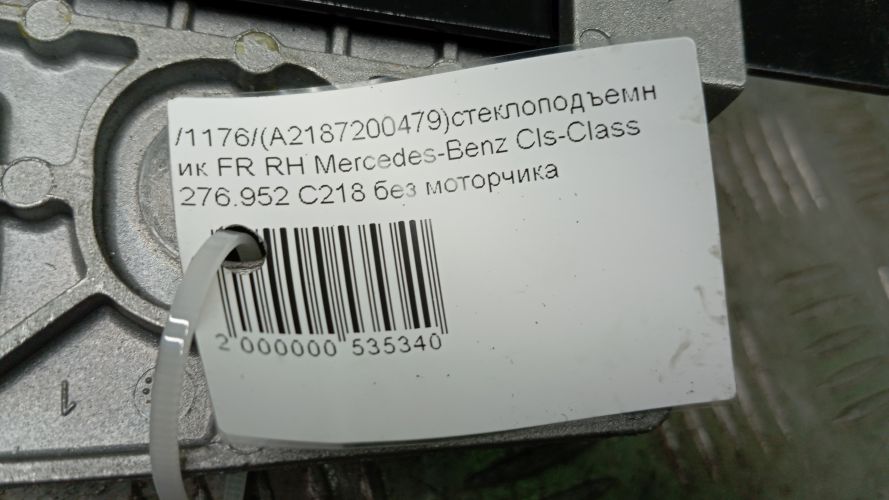 /1176/(A2187200479)стеклоподъемн
ик FR RH Mercedes-Benz Cls-Class
276.952 C218 без моторчика
2 000000 535340
1